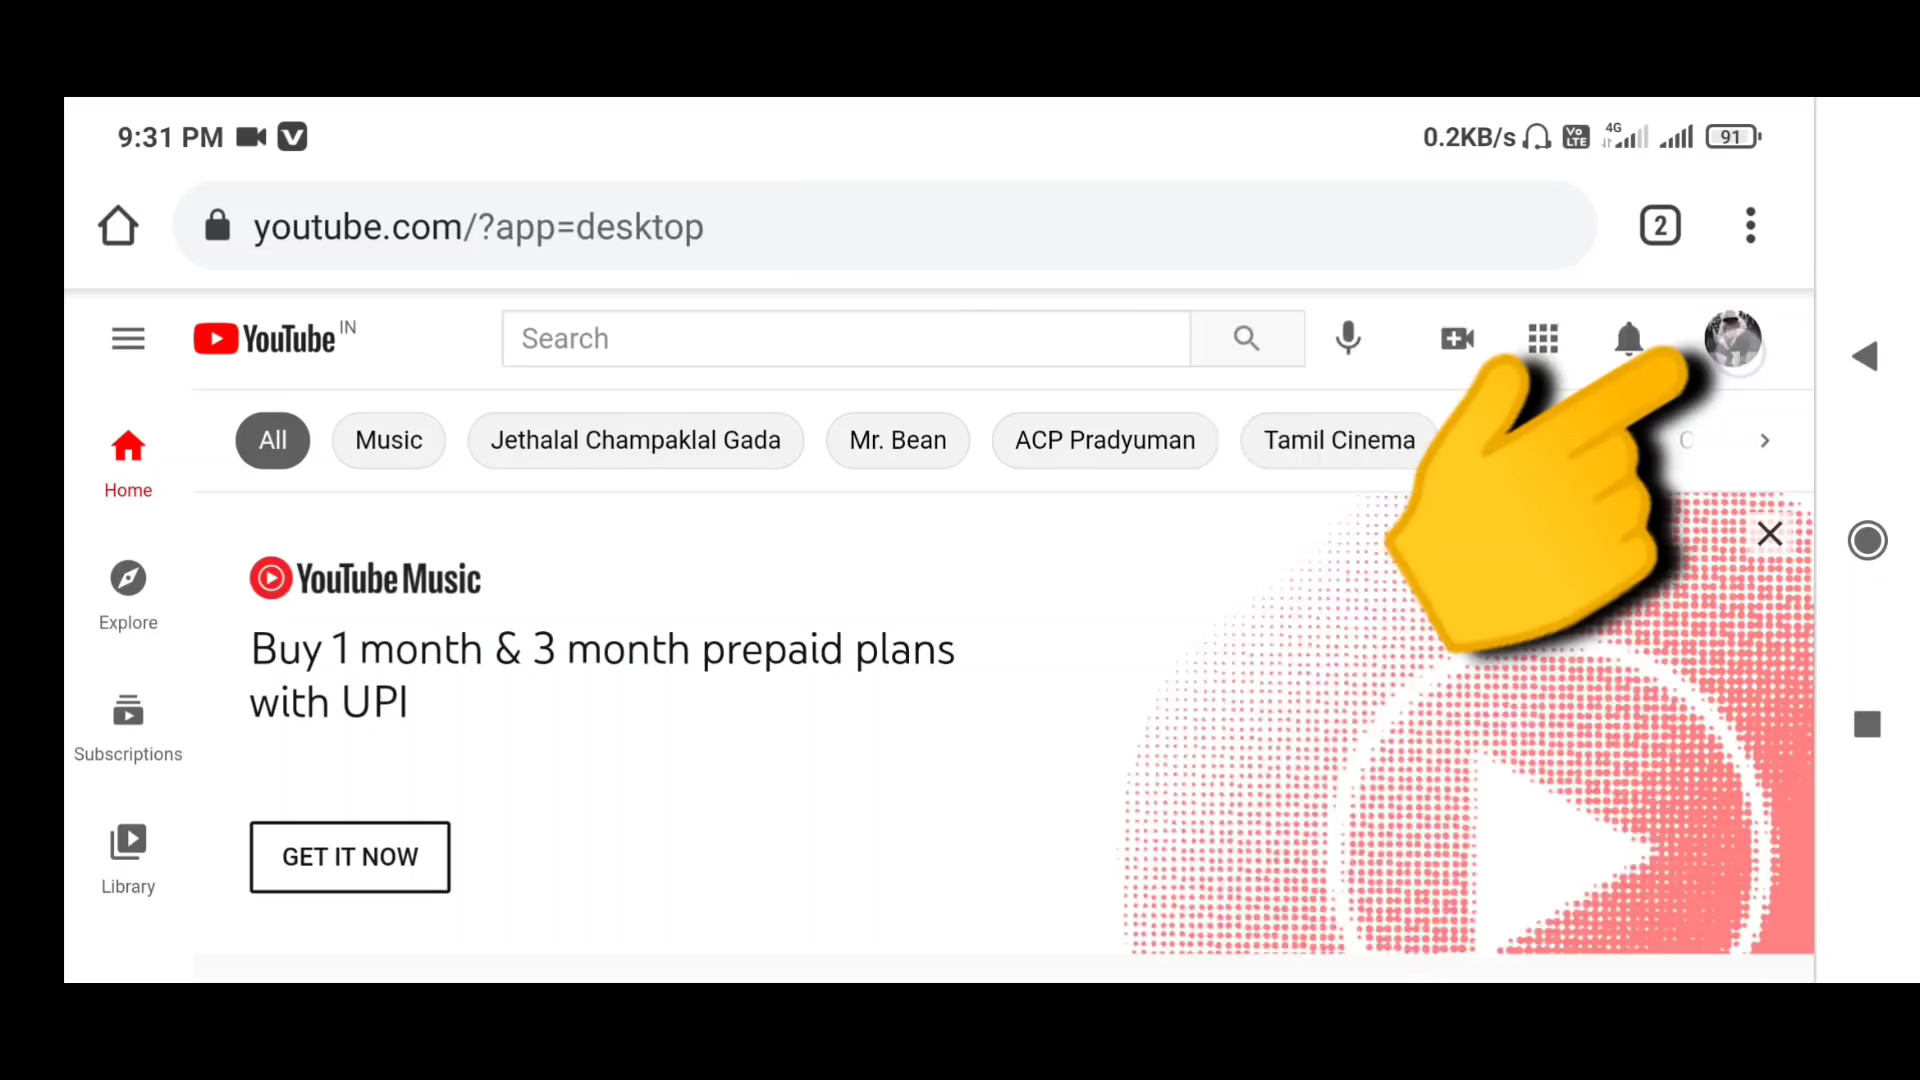 9:31 PM V 0.2KB/s Vo LTE 4G 91
youtube.com/?app=desktop 2
YouTube IN Search
All Music Jethalal Champaklal Gada Mr. Bean ACP Pradyuman Tamil Cinema C
Home
Explore
Subscriptions
Library
YouTube Music
Buy 1 month & 3 month prepaid plans
with UPI
GET IT NOW